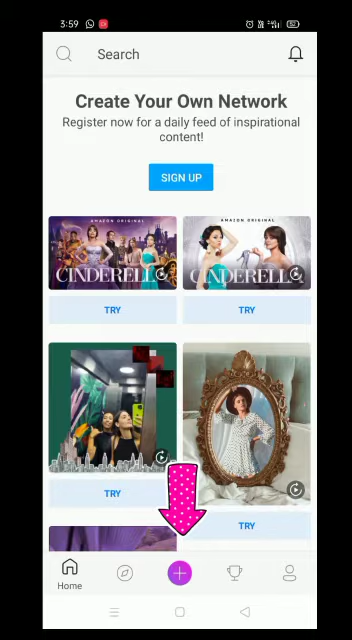 3:59
Search
Create Your Own Network
Register now for a daily feed of inspirational
content!
SIGN UP
AMAZON ORIGINAL
CINDERELLA
AMAZON ORIGINAL
CINDERELLA
TRY
TRY
TRY
TRY
Home